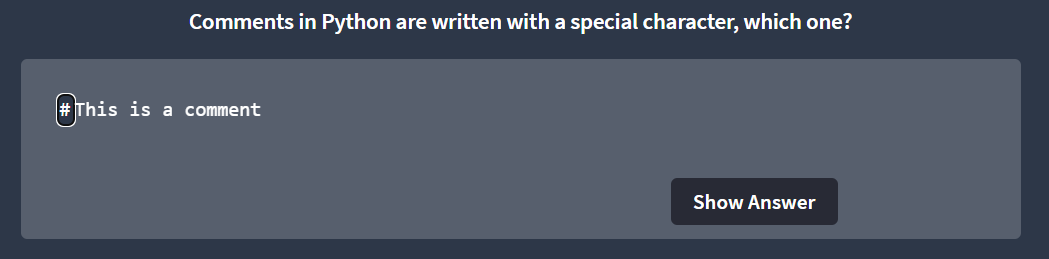 Comments in Python are written with a special character, which one?
#This is a comment
Show Answer